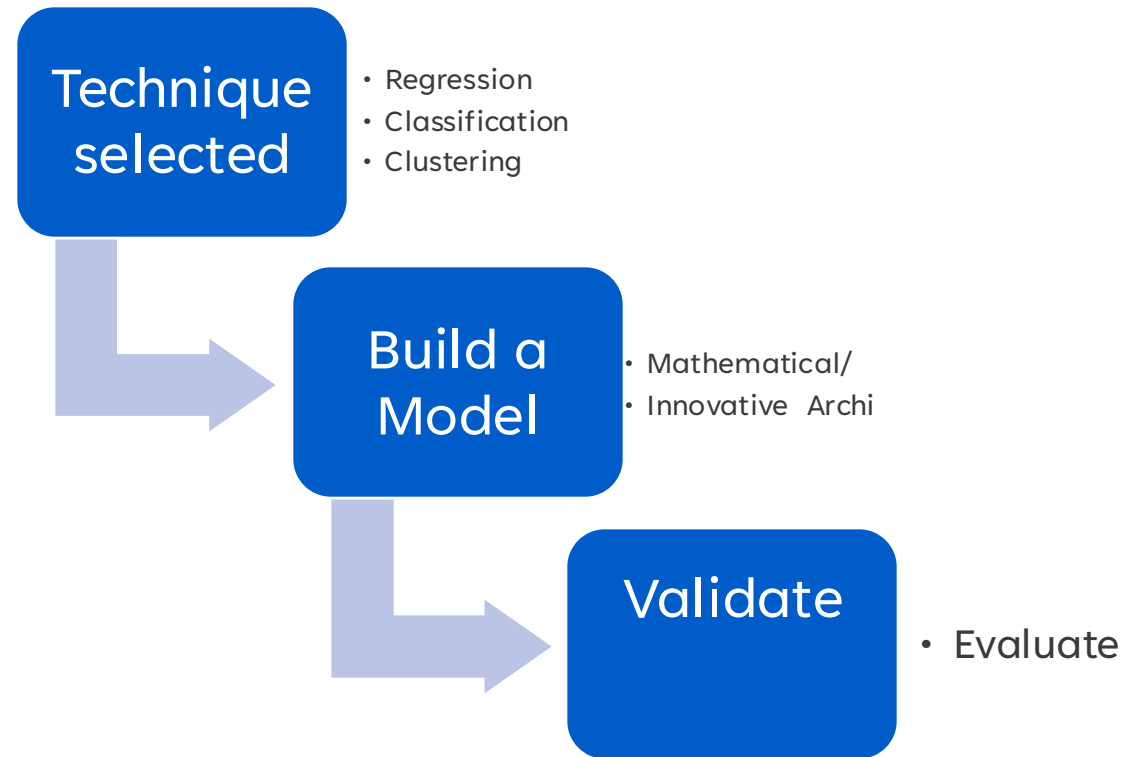 Technique
selected
• Regression
• Classification
• Clustering
Build a
Model
• Mathematical/
• Innovative Archi
Validate
• Evaluate